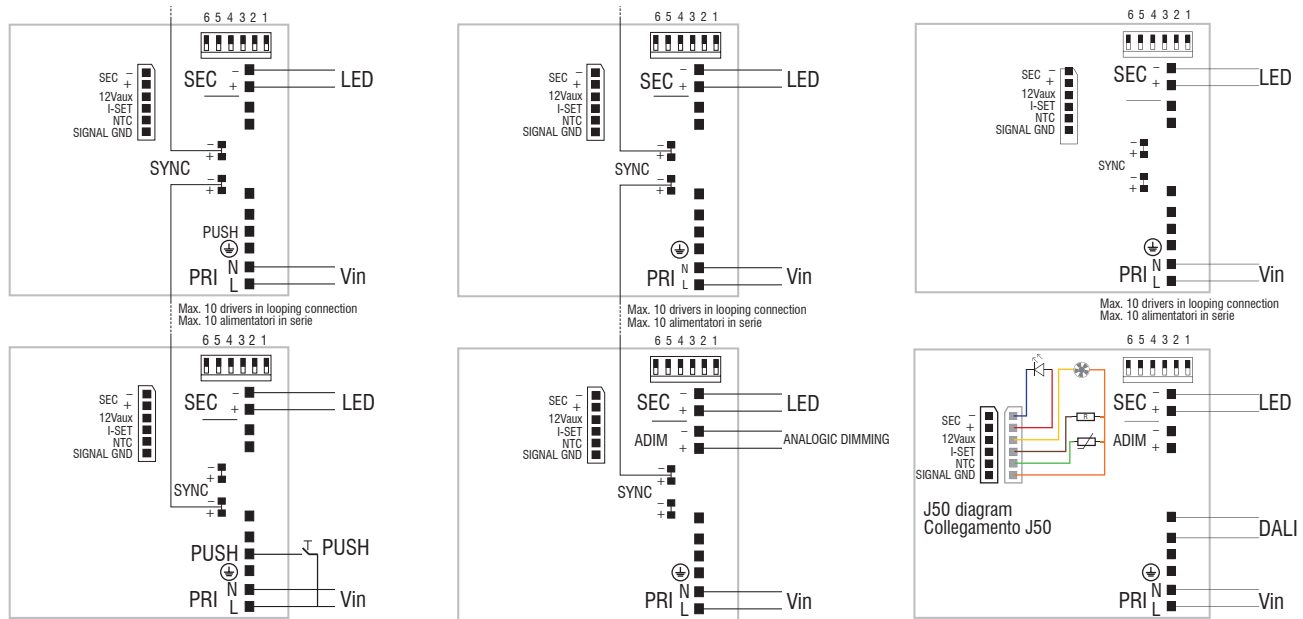 6 5 4 3 2 1
SEC -
+
12Vaux
I-SET
NTC
SIGNAL GND
SEC -
+
LED
-
+
SYNC
-
+
PUSH
PRI N
L
Vin
Max. 10 drivers in looping connection
Max. 10 alimentatori in serie
6 5 4 3 2 1
SEC -
+
12Vaux
I-SET
NTC
SIGNAL GND
SEC -
+
LED
-
+
SYNC
-
+
PRI N
L
Vin
Max. 10 drivers in looping connection
Max. 10 alimentatori in serie
6 5 4 3 2 1
SEC -
+
12Vaux
I-SET
NTC
SIGNAL GND
SEC -
+
LED
-
+
SYNC
-
+
PRI N
L
Vin
Max. 10 drivers in looping connection
Max. 10 alimentatori in serie
6 5 4 3 2 1
SEC -
+
12Vaux
I-SET
NTC
SIGNAL GND
SEC -
+
LED
-
+
SYNC
-
+
PUSH
PUSH
PRI N
L
Vin
6 5 4 3 2 1
SEC -
+
12Vaux
I-SET
NTC
SIGNAL GND
SEC -
+
LED
ADIM -
+
ANALOGIC DIMMING
-
+
SYNC
-
+
PRI N
L
Vin
6 5 4 3 2 1
SEC -
+
12Vaux
I-SET
NTC
SIGNAL GND
R
SEC -
+
LED
ADIM -
+
J50 diagram
Collegamento J50
DALI
PRI N
L
Vin